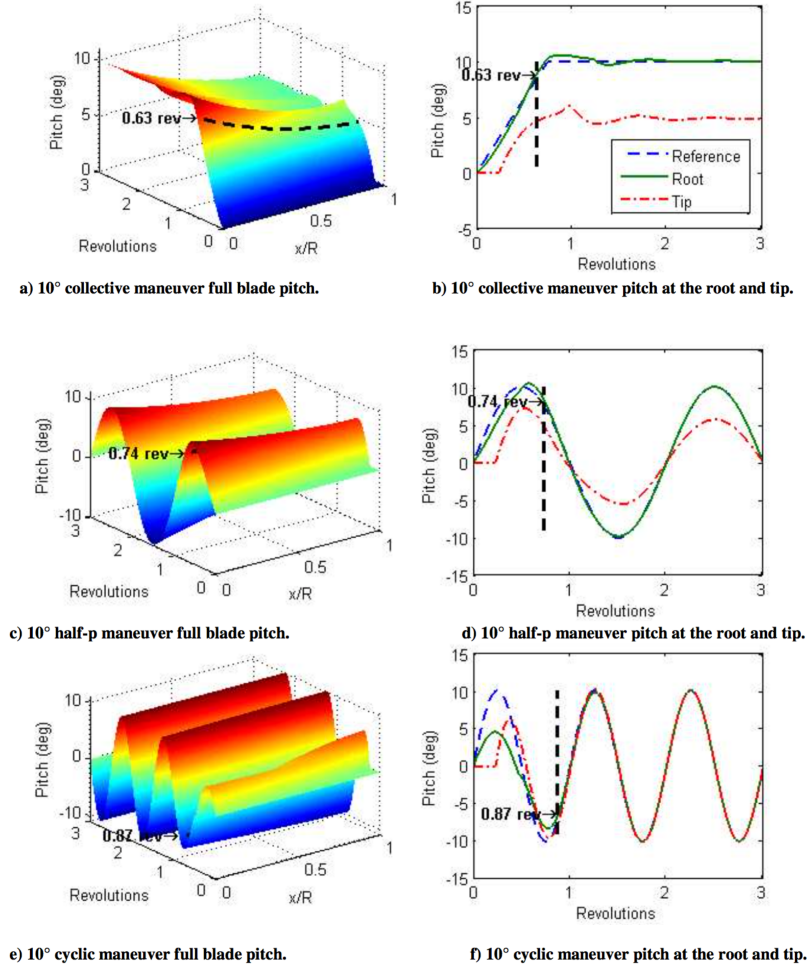 10
5
0
3
2
1
0
0
0.5
1
Pitch (deg)
Revolutions
x/R
0.63 rev→
a) 10° collective maneuver full blade pitch.
15
10
5
0
-5
0
1
2
3
Pitch (deg)
Revolutions
0.63 rev→
Reference
Root
Tip
b) 10° collective maneuver pitch at the root and tip.
10
0
-10
3
2
1
0
0
0.5
1
Pitch (deg)
Revolutions
x/R
0.74 rev→
c) 10° half-p maneuver full blade pitch.
15
10
5
0
-5
-10
-15
0
1
2
3
Pitch (deg)
Revolutions
0.74 rev→
d) 10° half-p maneuver pitch at the root and tip.
10
0
-10
3
2
1
0
0
0.5
1
Pitch (deg)
Revolutions
x/R
0.87 rev→
e) 10° cyclic maneuver full blade pitch.
15
10
5
0
-5
-10
-15
0
1
2
3
Pitch (deg)
Revolutions
0.87 rev→
f) 10° cyclic maneuver pitch at the root and tip.